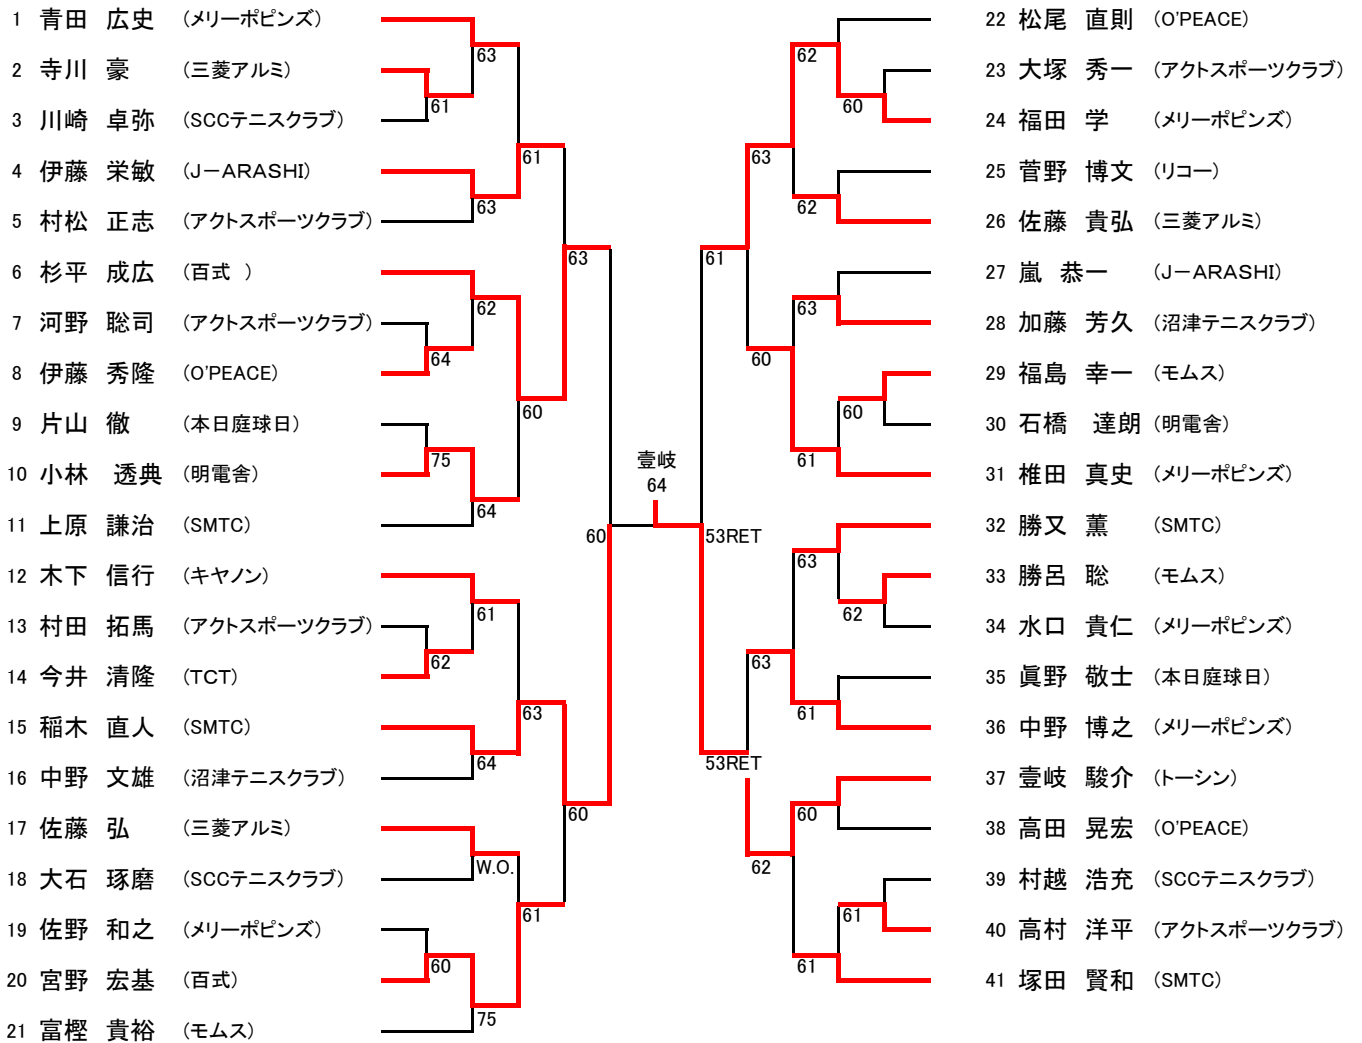 1 青田 広史 (メリーポピンズ)
2 寺川 豪 (三菱アルミ)
3 川崎 卓弥 (SCCテニスクラブ)
4 伊藤 栄敏 (J－ARASHI)
5 村松 正志 (アクトスポーツクラブ)
6 杉平 成広 (百式 )
7 河野 聡司 (アクトスポーツクラブ)
8 伊藤 秀隆 (O'PEACE)
9 片山 徹 (本日庭球日)
10 小林 透典 (明電舎)
11 上原 謙治 (SMTC)
12 木下 信行 (キヤノン)
13 村田 拓馬 (アクトスポーツクラブ)
14 今井 清隆 (TCT)
15 稲木 直人 (SMTC)
16 中野 文雄 (沼津テニスクラブ)
17 佐藤 弘 (三菱アルミ)
18 大石 琢磨 (SCCテニスクラブ)
19 佐野 和之 (メリーポピンズ)
20 宮野 宏基 (百式)
21 富樫 貴裕 (モムス)
61
64
75
62
60
63
63
62
64
61
64
W.O.
75
61
60
63
61
63
60
60
壹岐
64
53RET
53RET
61
63
60
63
62
62
62
63
61
63
61
60
61
60
60
62
61
22 松尾 直則 (O'PEACE)
23 大塚 秀一 (アクトスポーツクラブ)
24 福田 学 (メリーポピンズ)
25 菅野 博文 (リコー)
26 佐藤 貴弘 (三菱アルミ)
27 嵐 恭一 (J－ARASHI)
28 加藤 芳久 (沼津テニスクラブ)
29 福島 幸一 (モムス)
30 石橋 達朗 (明電舎)
31 椎田 真史 (メリーポピンズ)
32 勝又 薫 (SMTC)
33 勝呂 聡 (モムス)
34 水口 貴仁 (メリーポピンズ)
35 眞野 敬士 (本日庭球日)
36 中野 博之 (メリーポピンズ)
37 壹岐 駿介 (トーシン)
38 高田 晃宏 (O'PEACE)
39 村越 浩充 (SCCテニスクラブ)
40 高村 洋平 (アクトスポーツクラブ)
41 塚田 賢和 (SMTC)